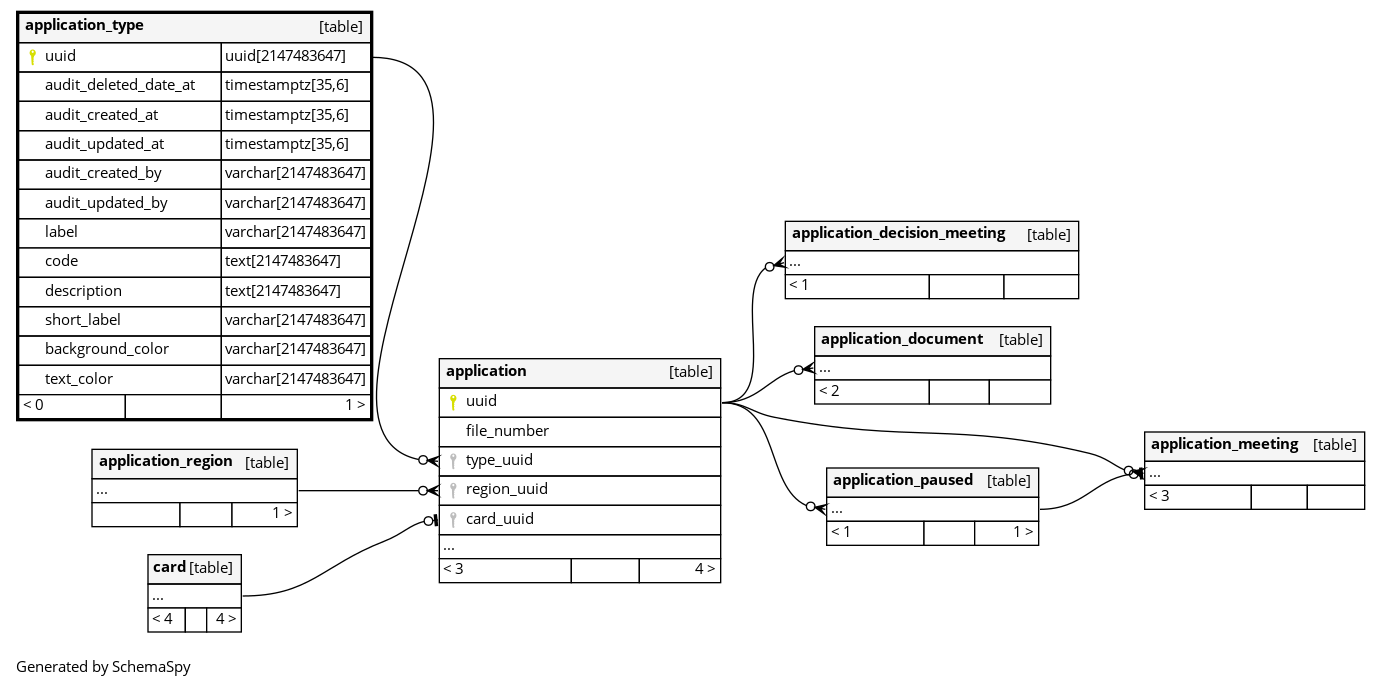 application_type [table]
uuid uuid[2147483647]
audit_deleted_date_at timestamptz[35,6]
audit_created_at timestamptz[35,6]
audit_updated_at timestamptz[35,6]
audit_created_by varchar[2147483647]
audit_updated_by varchar[2147483647]
label varchar[2147483647]
code text[2147483647]
description text[2147483647]
short_label varchar[2147483647]
background_color varchar[2147483647]
text_color varchar[2147483647]
< 0 1 >
application_region [table]
...
1 >
card [table]
...
< 4 4 >
application [table]
uuid
file_number
type_uuid
region_uuid
card_uuid
...
< 3 4 >
application_decision_meeting [table]
...
< 1
application_document [table]
...
< 2
application_paused [table]
...
< 1 1 >
application_meeting [table]
...
< 3
Generated by SchemaSpy